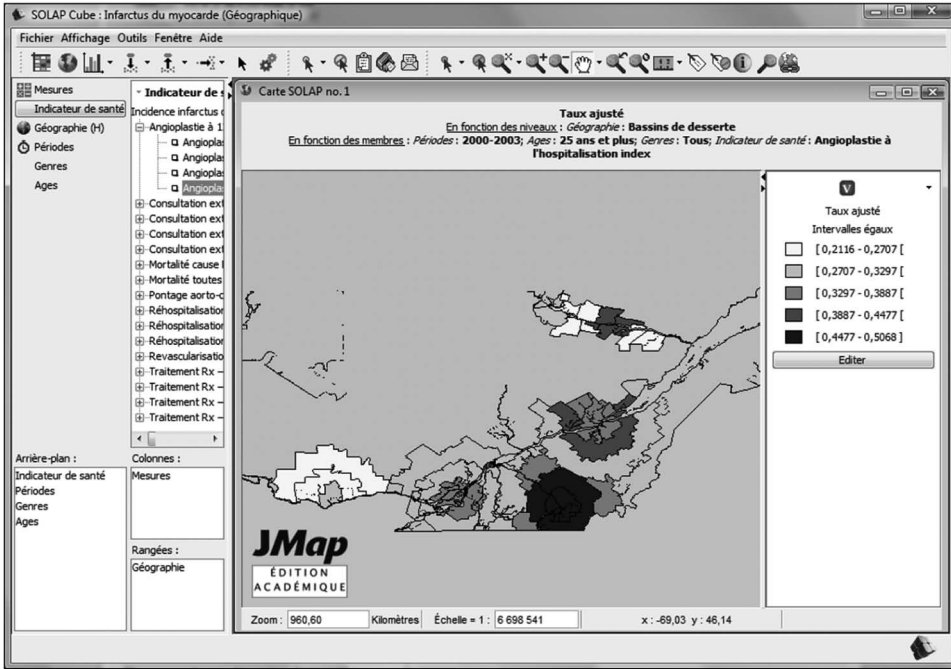 SOLAP Cube : Infarctus du myocarde (Géographique)
Fichier Affichage Outils Fenêtre Aide
Mesures
Indicateur de santé
Géographie (H)
Périodes
Genres
Ages
Indicateur de s
Incidence infarctus d
Angioplastie à 1
Angioplas
Angioplas
Angioplas
Angioplas
Consultation ext
Consultation ext
Consultation ext
Consultation ext
Mortalité cause
Mortalité toutes
Pontage aorto-c
Réhospitalisation
Réhospitalisation
Réhospitalisation
Revascularisatio
Traitement Rx –
Traitement Rx –
Traitement Rx –
Traitement Rx –
Arrière-plan :
Indicateur de santé
Périodes
Genres
Ages
Colonnes :
Mesures
Rangées :
Géographie
Carte SOLAP no. 1
Taux ajusté
En fonction des niveaux : Géographie : Bassins de desserte
En fonction des membres : Périodes : 2000-2003; Ages : 25 ans et plus; Genres : Tous; Indicateur de santé : Angioplastie à
l'hospitalisation index
V
Taux ajusté
Intervalles égaux
[ 0,2116 - 0,2707 [
[ 0,2707 - 0,3297 [
[ 0,3297 - 0,3887 [
[ 0,3887 - 0,4477 [
[ 0,4477 - 0,5068 ]
Editer
JMap
ÉDITION
ACADÉMIQUE
Zoom : 960,60 Kilomètres Échelle = 1 : 6 698 541 x : -69,03 y : 46,14